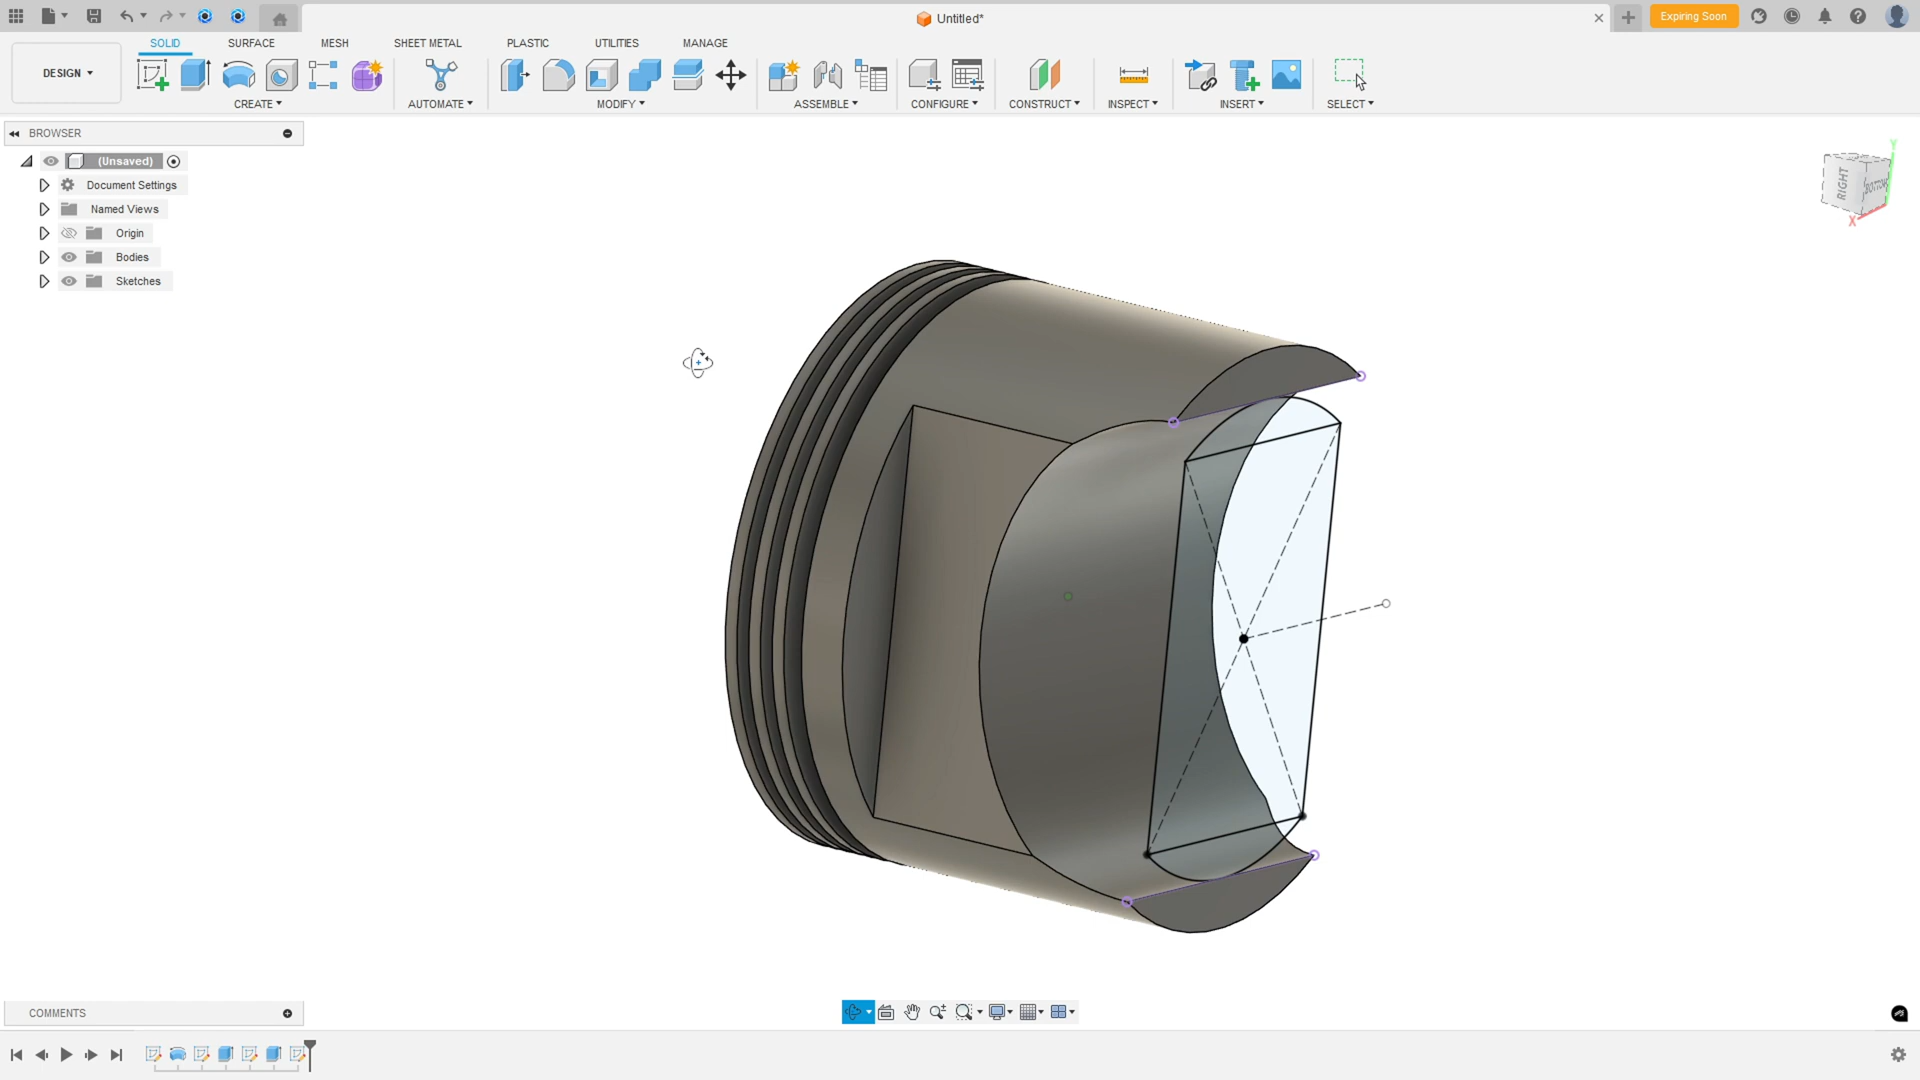 Untitled*
Expiring Soon
SOLID SURFACE MESH SHEET METAL PLASTIC UTILITIES MANAGE
DESIGN
CREATE AUTOMATE MODIFY ASSEMBLE CONFIGURE CONSTRUCT INSPECT INSERT SELECT
BROWSER
(Unsaved)
Document Settings
Named Views
Origin
Bodies
Sketches
RIGHT
BOTTOM
Y
X
COMMENTS